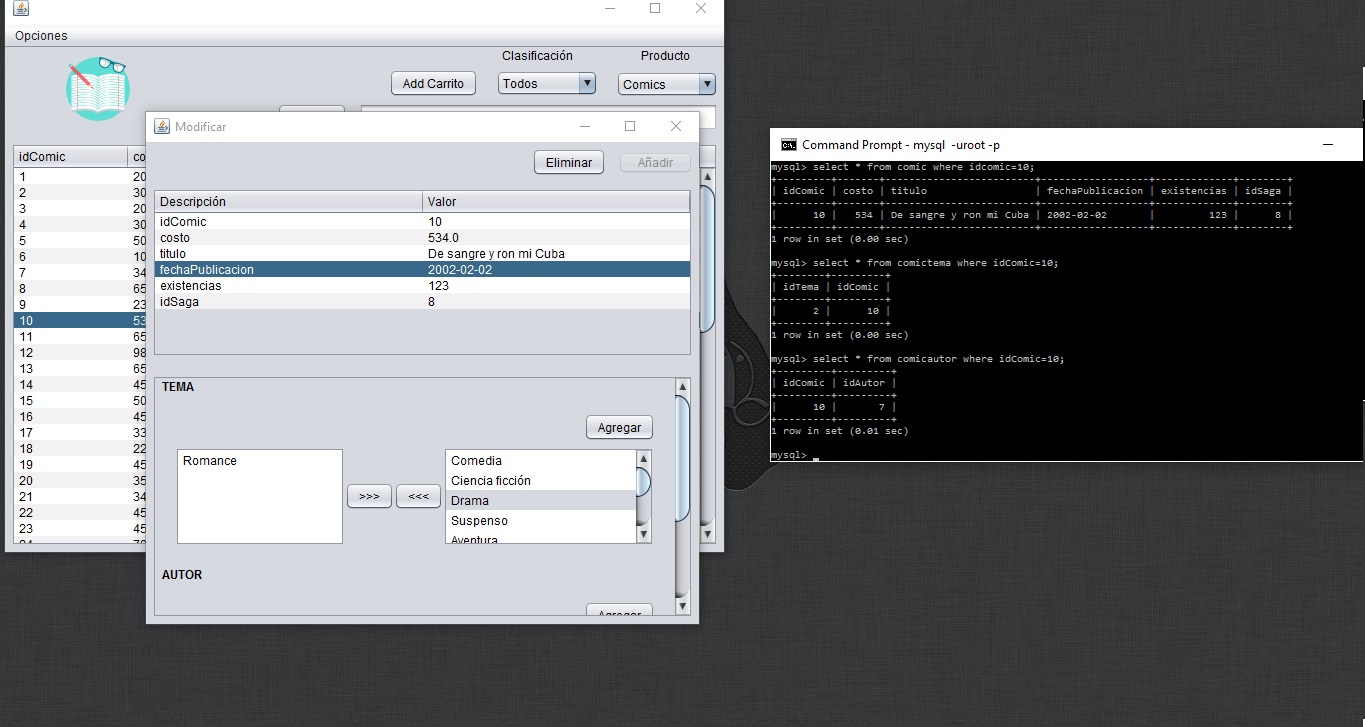 Opciones
Clasificación Producto
Add Carrito Todos Comics
idComic co
1 20
2 30
3 20
4 30
5 50
6 10
7 34
8 65
9 23
10 53
11 65
12 98
13 65
14 45
15 50
16 45
17 33
18 22
19 45
20 35
21 34
22 45
23 45
Modificar
Eliminar Añadir
Descripción Valor
idComic 10
costo 534.0
titulo De sangre y ron mi Cuba
fechaPublicacion 2002-02-02
existencias 123
idSaga 8
TEMA
Agregar
Romance
>>> <<<
Comedia
Ciencia ficción
Drama
Suspenso
Aventura
AUTOR
Agregar
Command Prompt - mysql -uroot -p
mysql> select * from comic where idcomic=10;
+---------+-------+-------------------------+------------------+-------------+--------+
| idComic | costo | titulo | fechaPublicacion | existencias | idSaga |
+---------+-------+-------------------------+------------------+-------------+--------+
| 10 | 534 | De sangre y ron mi Cuba | 2002-02-02 | 123 | 8 |
+---------+-------+-------------------------+------------------+-------------+--------+
1 row in set (0.00 sec)
mysql> select * from comictema where idComic=10;
+--------+---------+
| idTema | idComic |
+--------+---------+
| 2 | 10 |
+--------+---------+
1 row in set (0.00 sec)
mysql> select * from comicautor where idComic=10;
+---------+---------+
| idComic | idAutor |
+---------+---------+
| 10 | 7 |
+---------+---------+
1 row in set (0.01 sec)
mysql> _